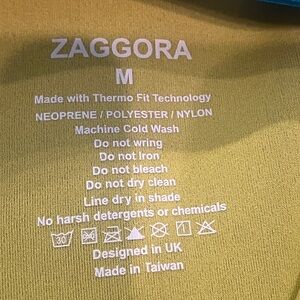 ZAGGORA
M
Made with Thermo Fit Technology
NEOPRENE / POLYESTER / NYLON
Machine Cold Wash
Do not wring
Do not Iron
Do not bleach
Do not dry clean
Line dry in shade
No harsh detergents or chemicals
30
Designed in UK
Made in Taiwan